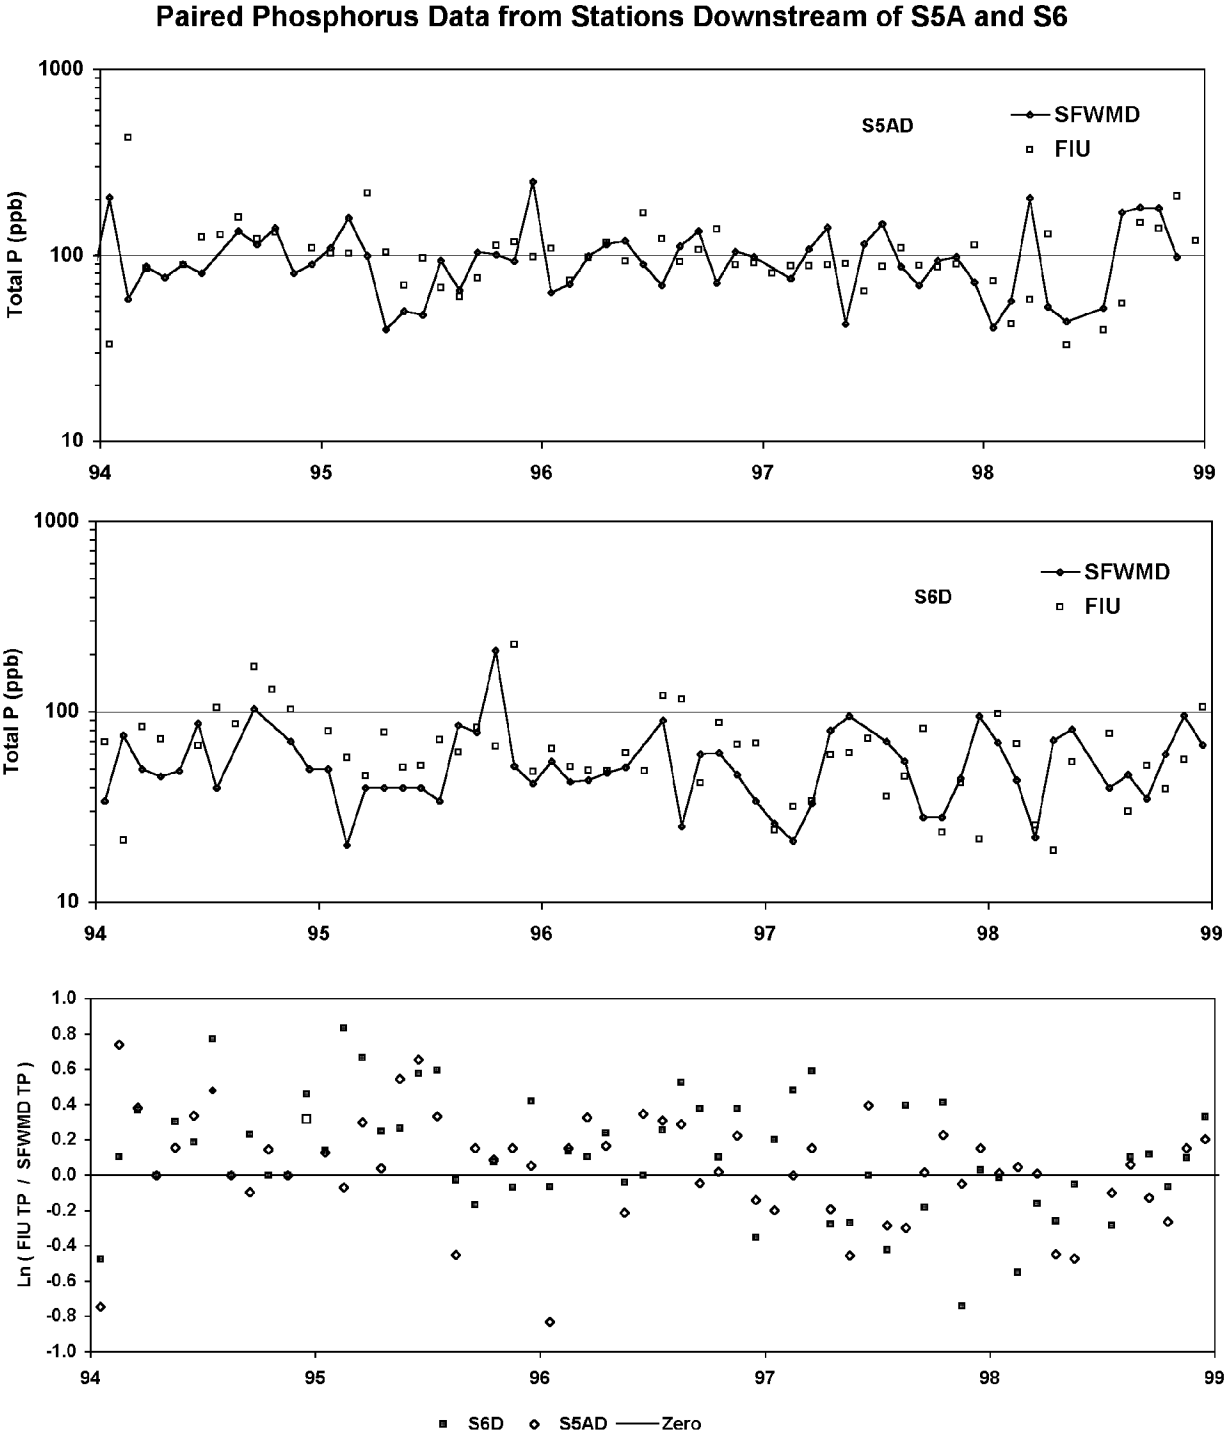 Paired Phosphorus Data from Stations Downstream of S5A and S6
1000
100
10
Total P (ppb)
S5AD
SFWMD
FIU
94 95 96 97 98 99
1000
100
10
Total P (ppb)
S6D
SFWMD
FIU
94 95 96 97 98 99
1.0
0.8
0.6
0.4
0.2
0.0
-0.2
-0.4
-0.6
-0.8
-1.0
Ln ( FIU TP / SFWMD TP )
94 95 96 97 98 99
S6D S5AD Zero